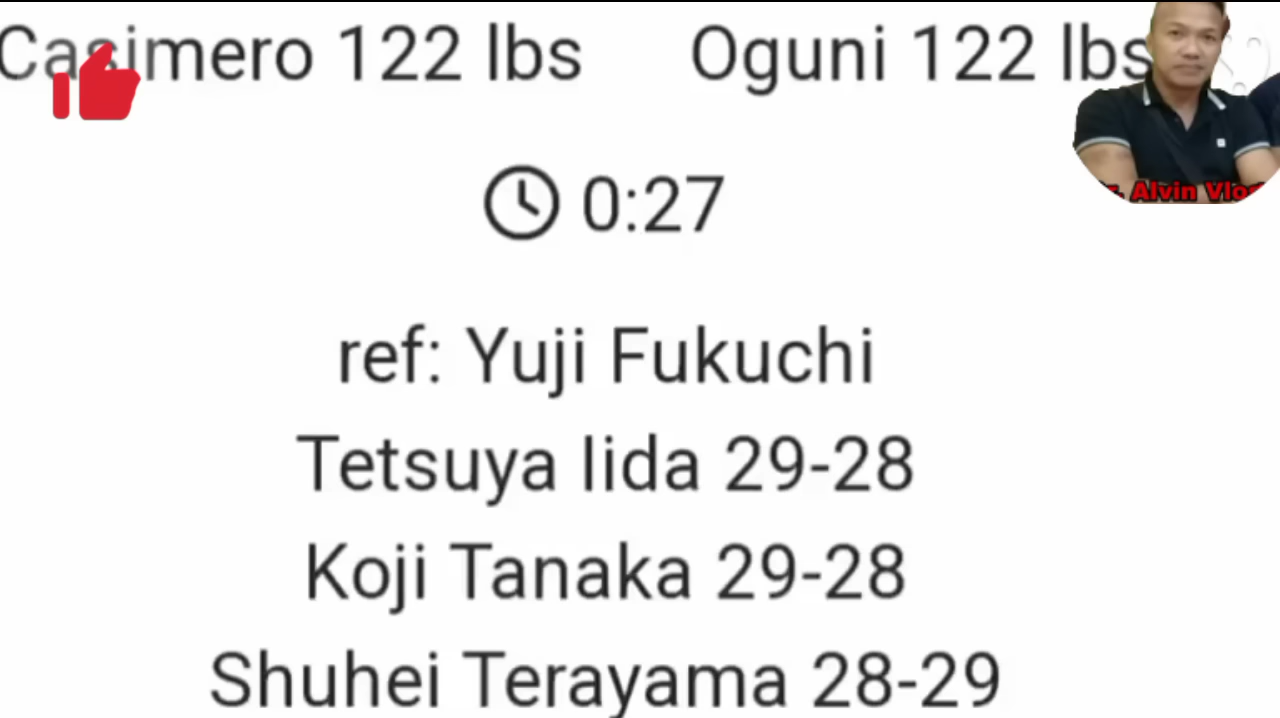 Casimero 122 lbs Oguni 122 lbs
0:27
ref: Yuji Fukuchi
Tetsuya Iida 29-28
Koji Tanaka 29-28
Shuhei Terayama 28-29
Alvin Vlog